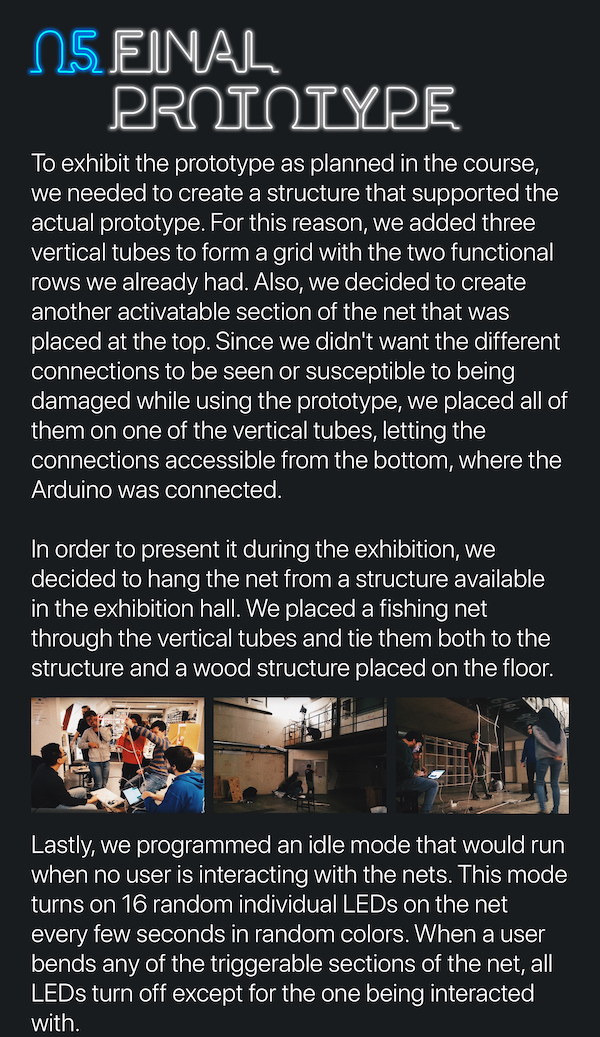 05 FINAL
PROTOTYPE
To exhibit the prototype as planned in the course,
we needed to create a structure that supported the
actual prototype. For this reason, we added three
vertical tubes to form a grid with the two functional
rows we already had. Also, we decided to create
another activatable section of the net that was
placed at the top. Since we didn't want the different
connections to be seen or susceptible to being
damaged while using the prototype, we placed all of
them on one of the vertical tubes, letting the
connections accessible from the bottom, where the
Arduino was connected.
In order to present it during the exhibition, we
decided to hang the net from a structure available
in the exhibition hall. We placed a fishing net
through the vertical tubes and tie them both to the
structure and a wood structure placed on the floor.
Lastly, we programmed an idle mode that would run
when no user is interacting with the nets. This mode
turns on 16 random individual LEDs on the net
every few seconds in random colors. When a user
bends any of the triggerable sections of the net, all
LEDs turn off except for the one being interacted
with.